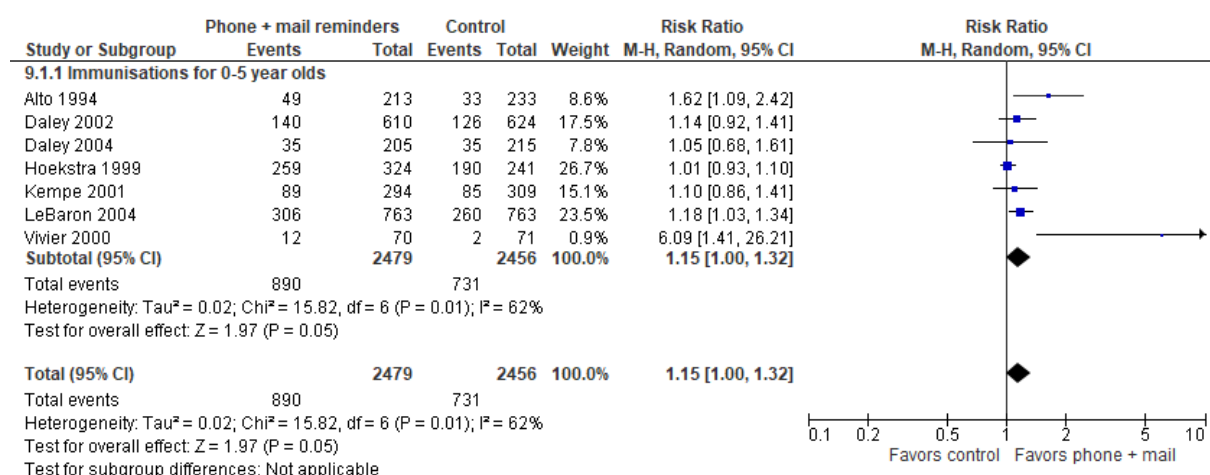 Phone + mail reminders Control Risk Ratio Risk Ratio
Study or Subgroup Events Total Events Total Weight M-H, Random, 95% CI M-H, Random, 95% CI
9.1.1 Immunisations for 0-5 year olds
Alto 1994 49 213 33 233 8.6% 1.62 [1.09, 2.42]
Daley 2002 140 610 126 624 17.5% 1.14 [0.92, 1.41]
Daley 2004 35 205 35 215 7.8% 1.05 [0.68, 1.61]
Hoekstra 1999 259 324 190 241 26.7% 1.01 [0.93, 1.10]
Kempe 2001 89 294 85 309 15.1% 1.10 [0.86, 1.41]
LeBaron 2004 306 763 260 763 23.5% 1.18 [1.03, 1.34]
Vivier 2000 12 70 2 71 0.9% 6.09 [1.41, 26.21]
Subtotal (95% CI) 2479 2456 100.0% 1.15 [1.00, 1.32]
Total events 890 731
Heterogeneity: Tau² = 0.02; Chi² = 15.82, df = 6 (P = 0.01); I² = 62%
Test for overall effect: Z = 1.97 (P = 0.05)
Total (95% CI) 2479 2456 100.0% 1.15 [1.00, 1.32]
Total events 890 731
Heterogeneity: Tau² = 0.02; Chi² = 15.82, df = 6 (P = 0.01); I² = 62%
Test for overall effect: Z = 1.97 (P = 0.05)
Test for subgroup differences: Not applicable
0.1 0.2 0.5 1 2 5 10
Favors control Favors phone + mail